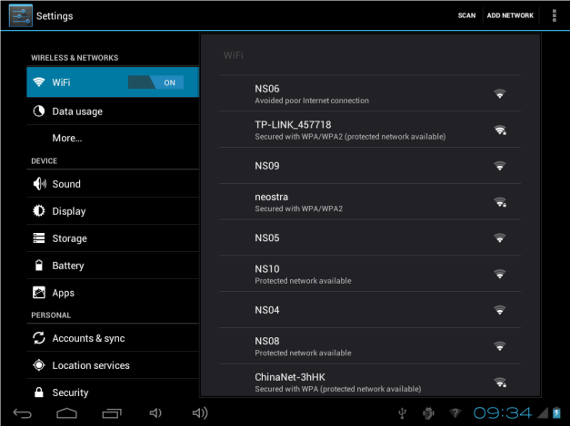 Settings
SCAN
ADD NETWORK
WIRELESS & NETWORKS
WiFi
ON
Data usage
More...
DEVICE
Sound
Display
Storage
Battery
Apps
PERSONAL
Accounts & sync
Location services
Security
WiFi
NS06
Avoided poor Internet connection
TP-LINK_457718
Secured with WPA/WPA2 (protected network available)
NS09
neostra
Secured with WPA/WPA2
NS05
NS10
Protected network available
NS04
NS08
Protected network available
ChinaNet-3hHK
Secured with WPA (protected network available)
09:34